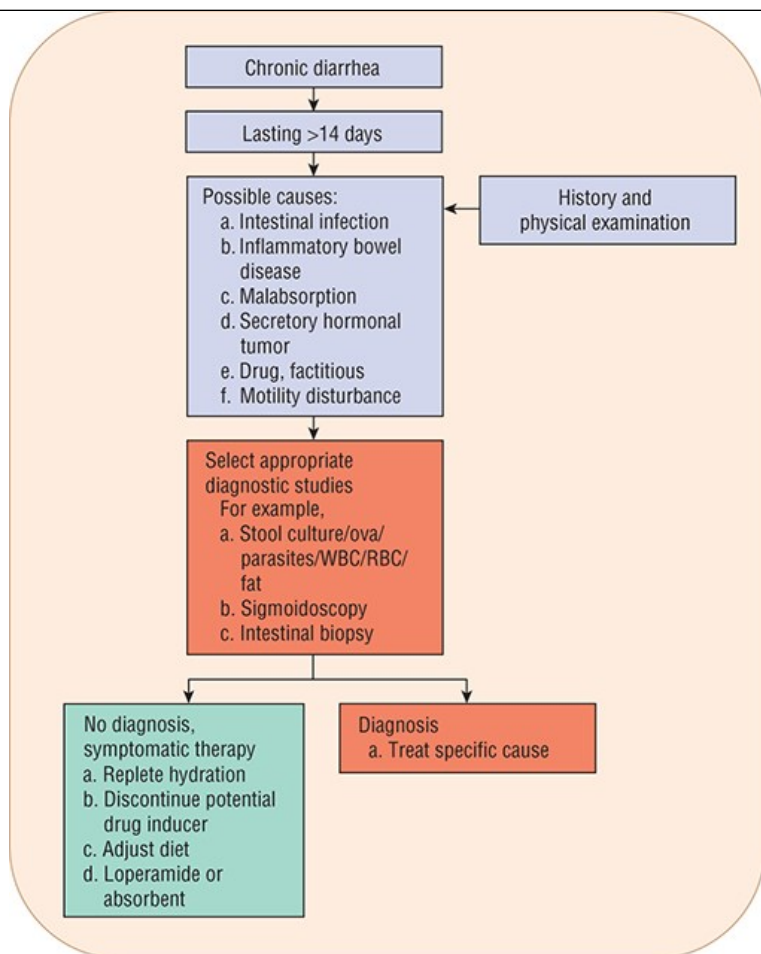 Chronic diarrhea
Lasting >14 days
Possible causes:
a. Intestinal infection
b. Inflammatory bowel
disease
c. Malabsorption
d. Secretory hormonal
tumor
e. Drug, factitious
f. Motility disturbance
History and
physical examination
Select appropriate
diagnostic studies
For example,
a. Stool culture/ova/
parasites/WBC/RBC/
fat
b. Sigmoidoscopy
c. Intestinal biopsy
No diagnosis,
symptomatic therapy
a. Replete hydration
b. Discontinue potential
drug inducer
c. Adjust diet
d. Loperamide or
absorbent
Diagnosis
a. Treat specific cause